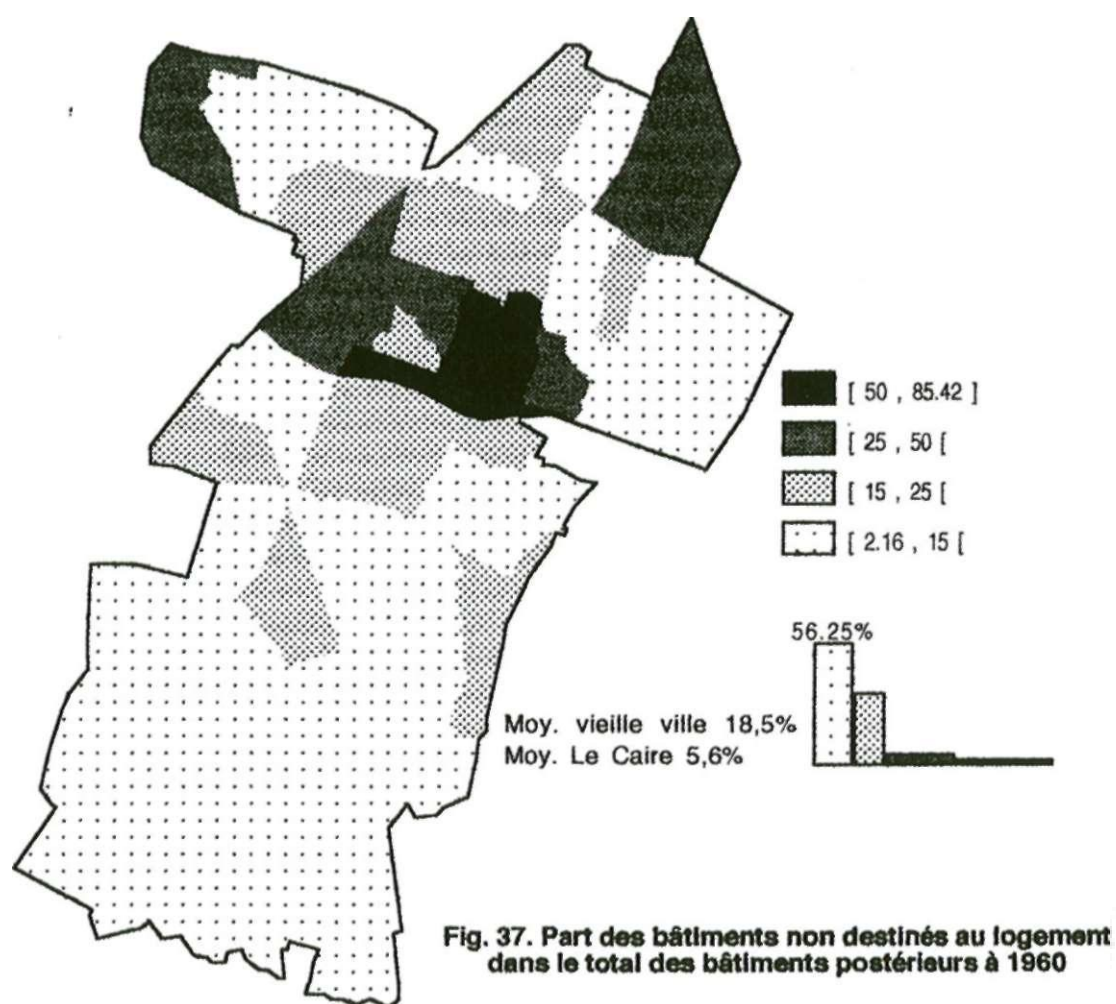 [ 50 , 85.42 ]
[ 25 , 50 [
[ 15 , 25 [
[ 2.16 , 15 [
56.25%
Moy. vieille ville 18,5%
Moy. Le Caire 5,6%
Fig. 37. Part des bâtiments non destinés au logement
dans le total des bâtiments postérieurs à 1960